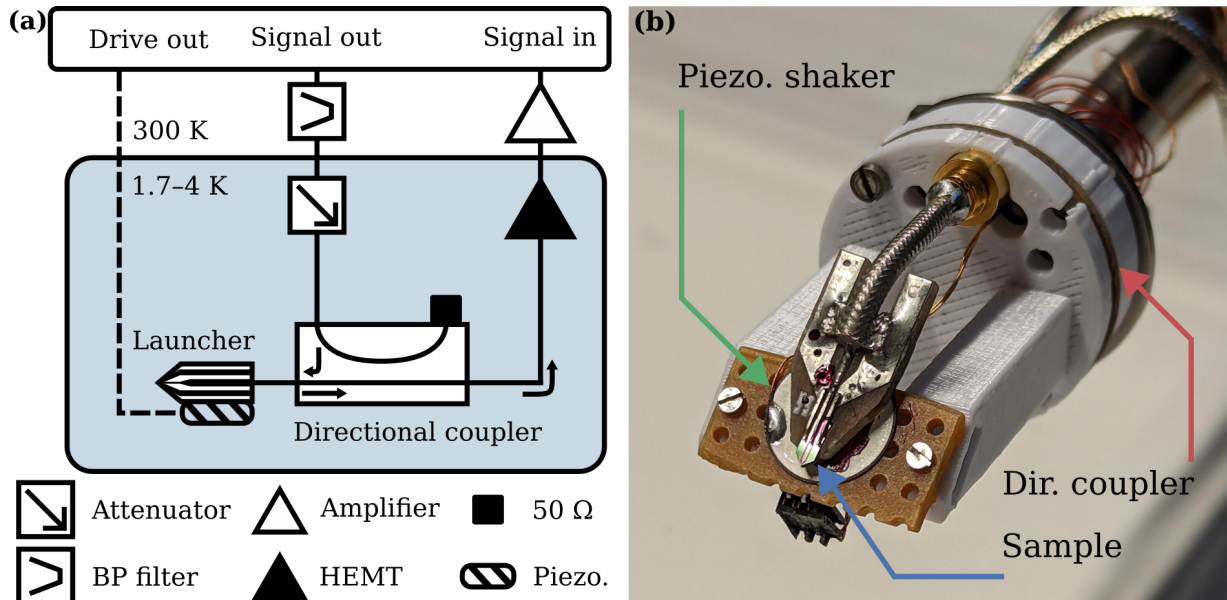 (a)
Drive out
Signal out
Signal in
300 K
1.7–4 K
Launcher
Directional coupler
Attenuator
Amplifier
50 Ω
BP filter
HEMT
Piezo.
(b)
Piezo. shaker
Dir. coupler
Sample